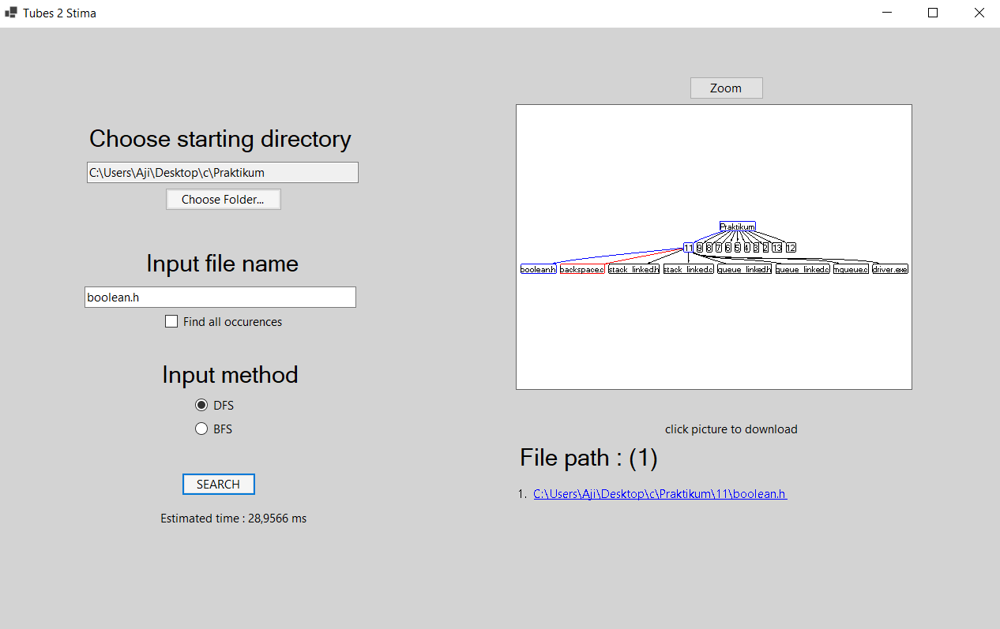 Tubes 2 Stima
Choose starting directory
C:\Users\Aji\Desktop\c\Praktikum
Choose Folder...
Input file name
boolean.h
Find all occurences
Input method
DFS
BFS
SEARCH
Estimated time : 28,9566 ms
Zoom
Praktikum
11 9 8 7 6 5 4 3 2 13 12
boolean.h backspace.c stack_linked.h stack_linked.c queue_linked.h queue_linked.c mqueue.c driver.exe
click picture to download
File path : (1)
1. C:\Users\Aji\Desktop\c\Praktikum\11\boolean.h